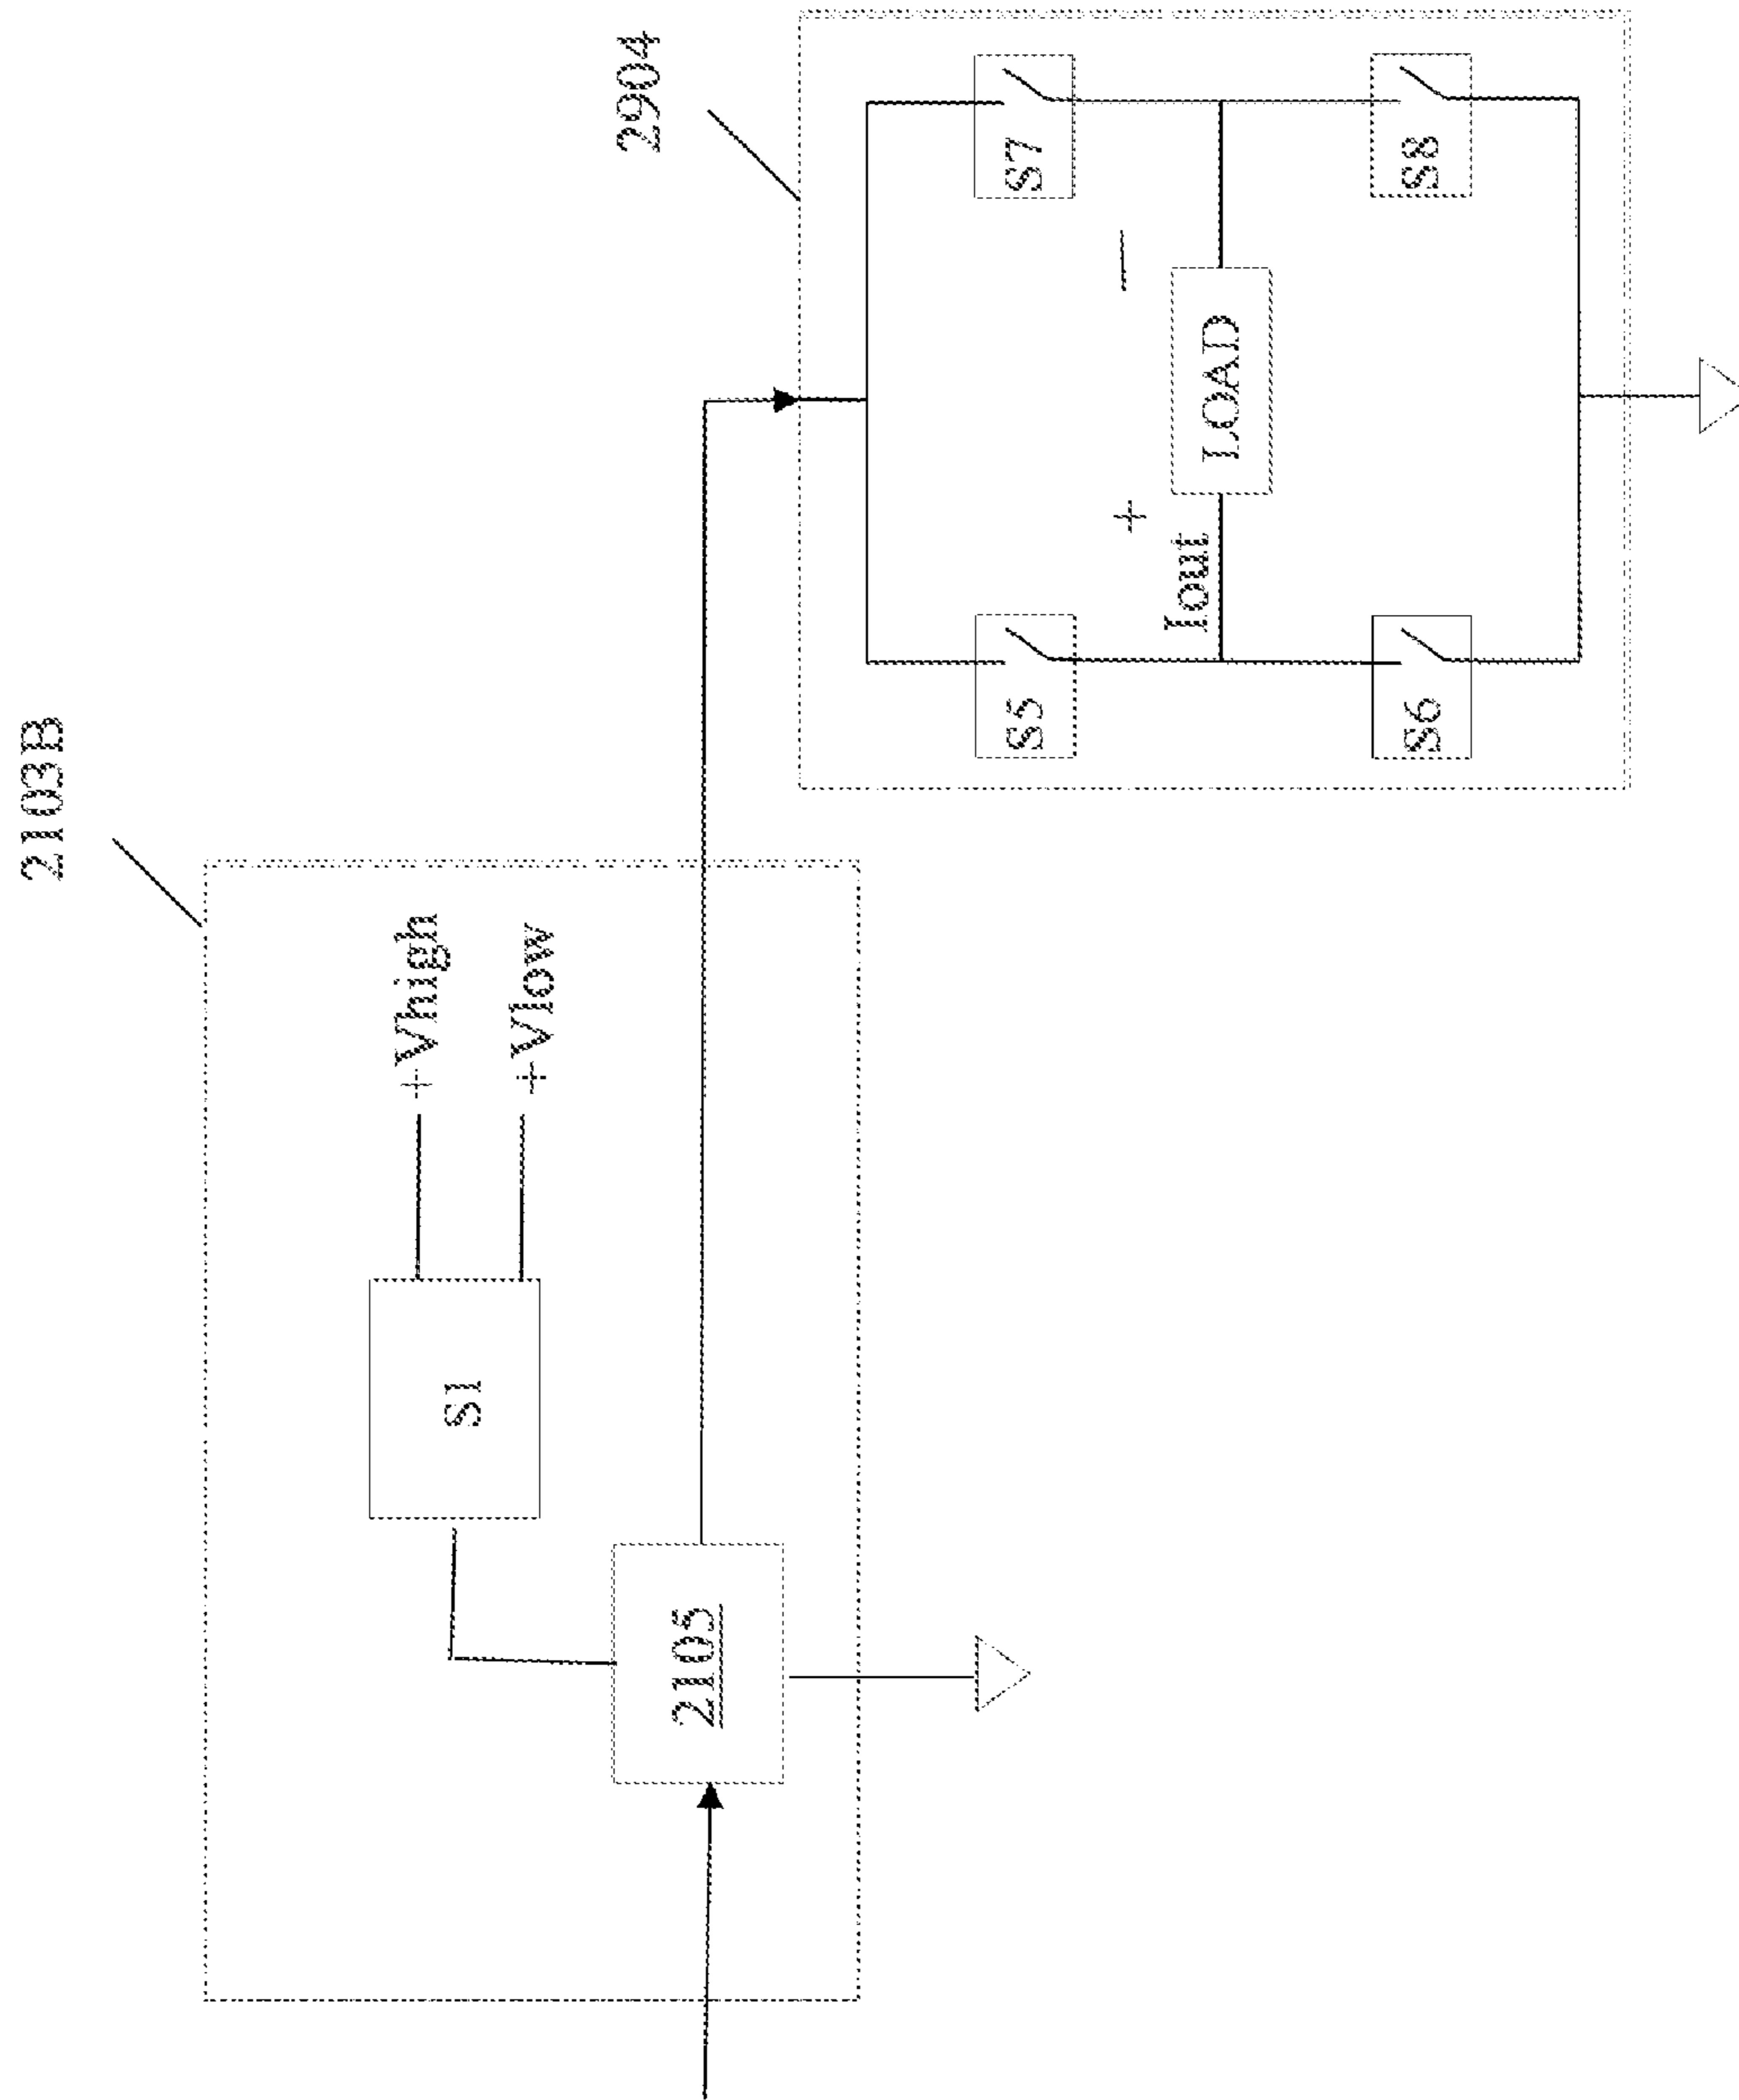 2103B
+Vhigh
+Vlow
S1
2105
2904
S5
S7
Iout
+
LOAD
—
S6
S8